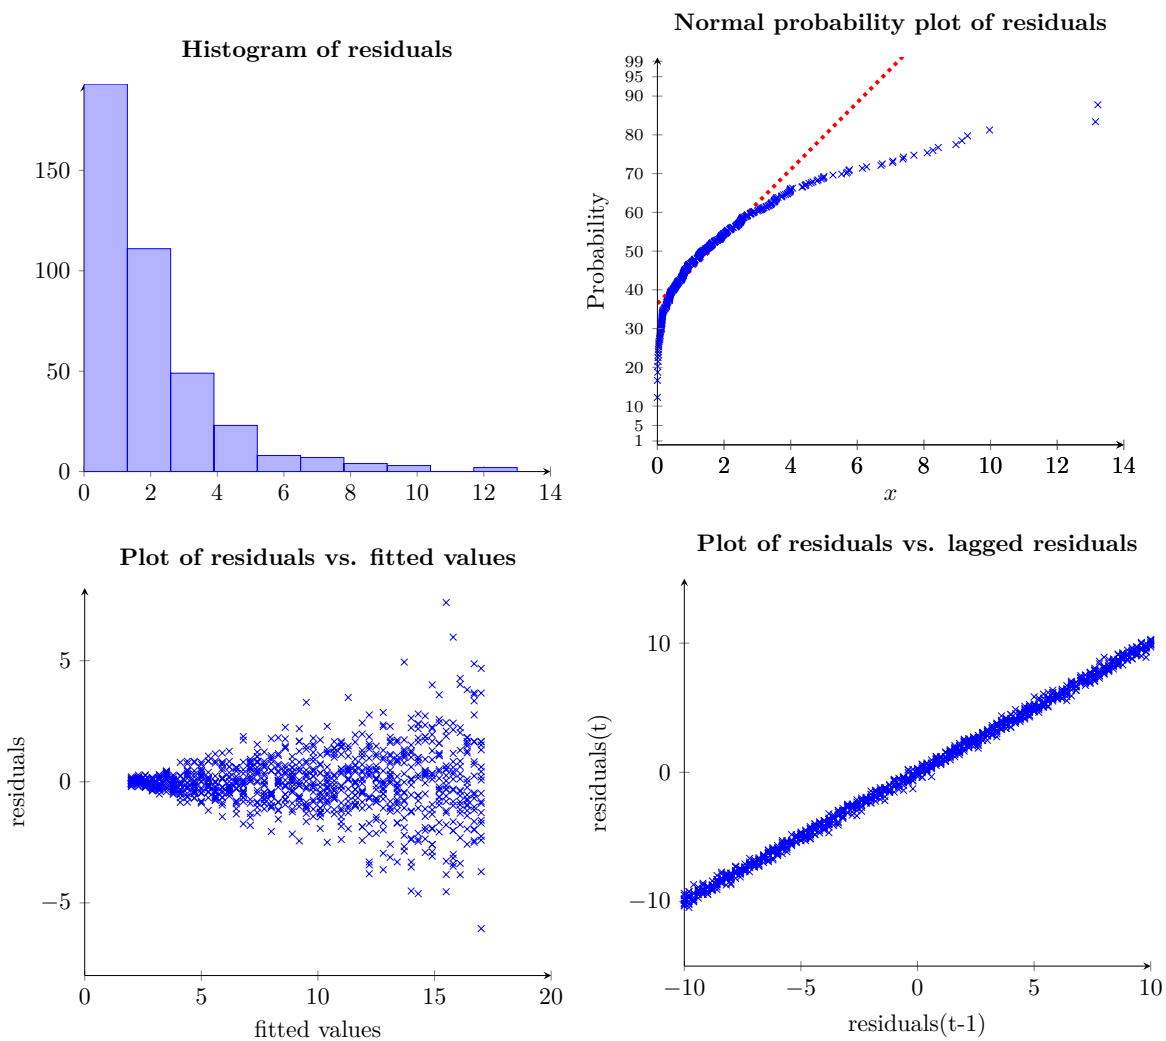 Histogram of residuals
150
100
50
0
0 2 4 6 8 10 12 14
Normal probability plot of residuals
Probability
99
95
90
80
70
60
50
40
30
20
10
5
1
0 2 4 6 8 10 12 14
x
Plot of residuals vs. fitted values
residuals
5
0
−5
0 5 10 15 20
fitted values
Plot of residuals vs. lagged residuals
residuals(t)
10
0
−10
−10 −5 0 5 10
residuals(t-1)